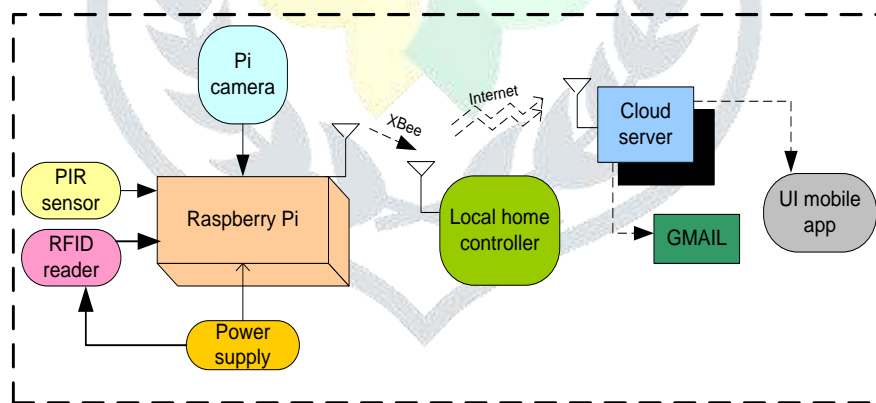 Pi
camera
Internet
XBee
Cloud
server
PIR
sensor
Raspberry Pi
Local home
controller
UI mobile
app
RFID
reader
GMAIL
Power
supply